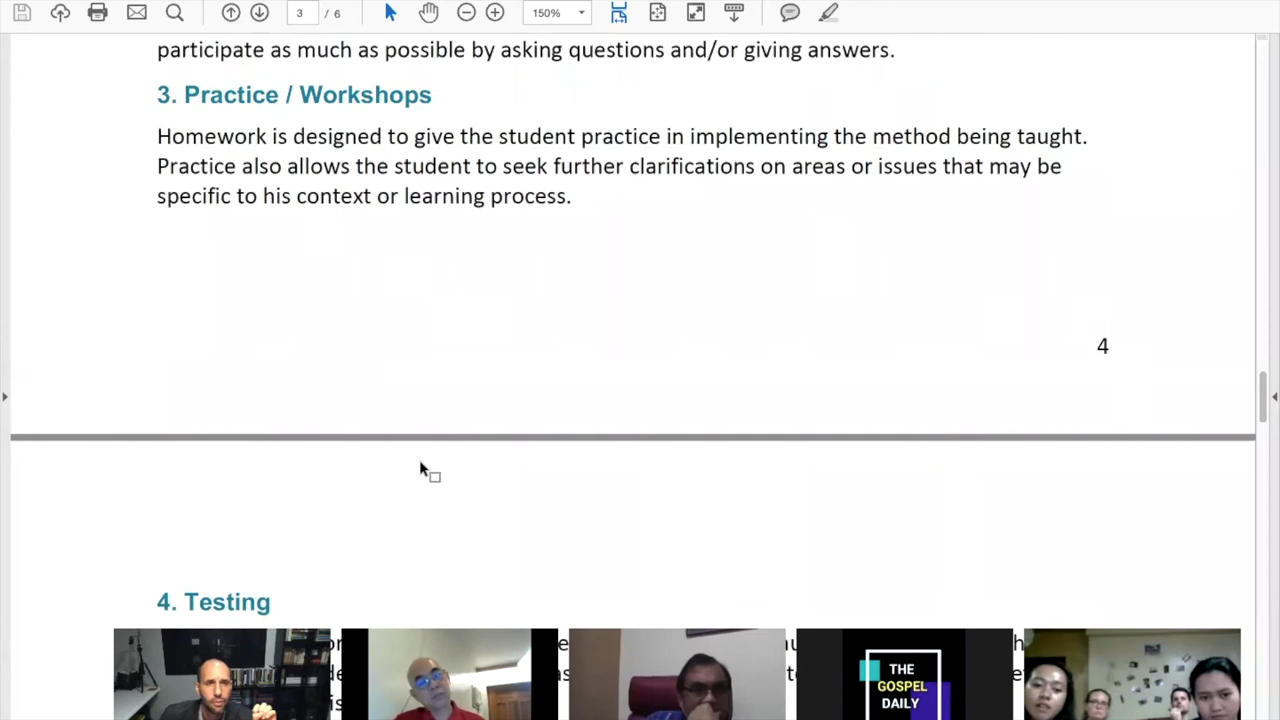 3 / 6 150%
participate as much as possible by asking questions and/or giving answers.
3. Practice / Workshops
Homework is designed to give the student practice in implementing the method being taught.
Practice also allows the student to seek further clarifications on areas or issues that may be
specific to his context or learning process.
4
4. Testing
THE
GOSPEL
DAILY